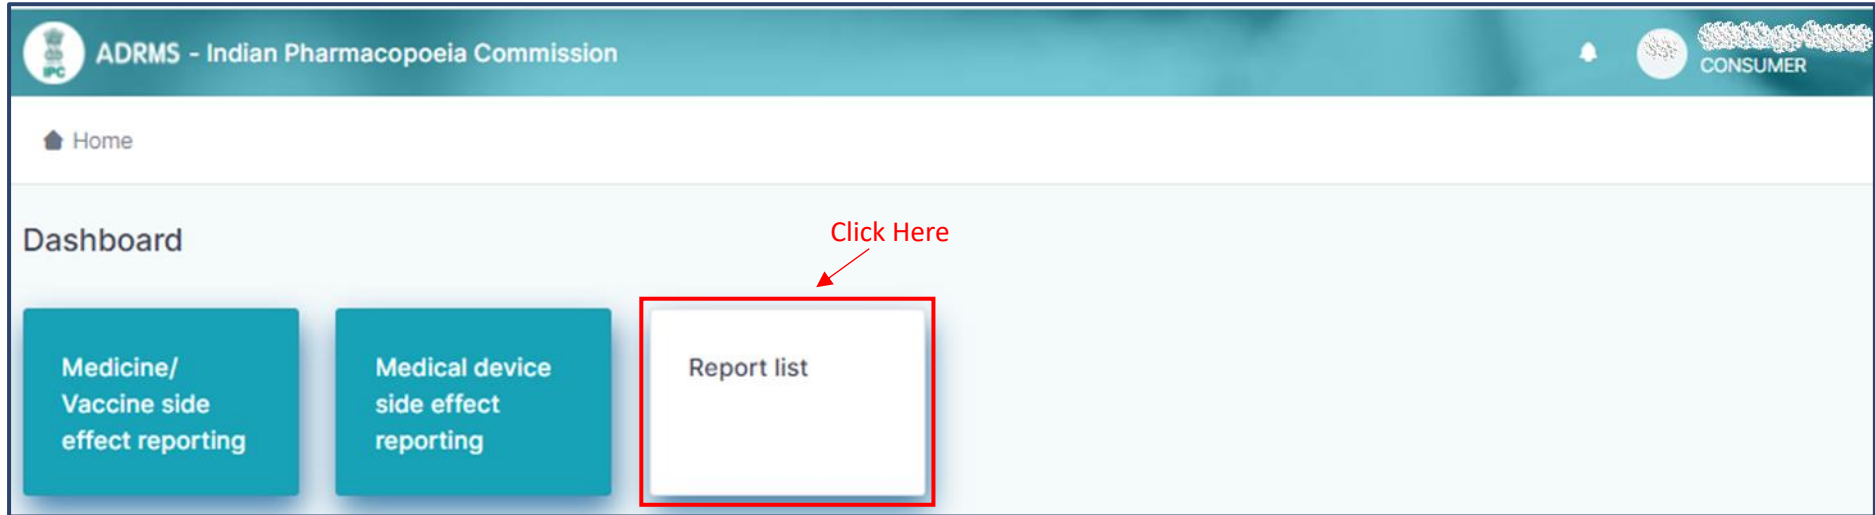 IPC
ADRMS - Indian Pharmacopoeia Commission
CONSUMER
Home
Dashboard
Click Here
Medicine/
Vaccine side
effect reporting
Medical device
side effect
reporting
Report list